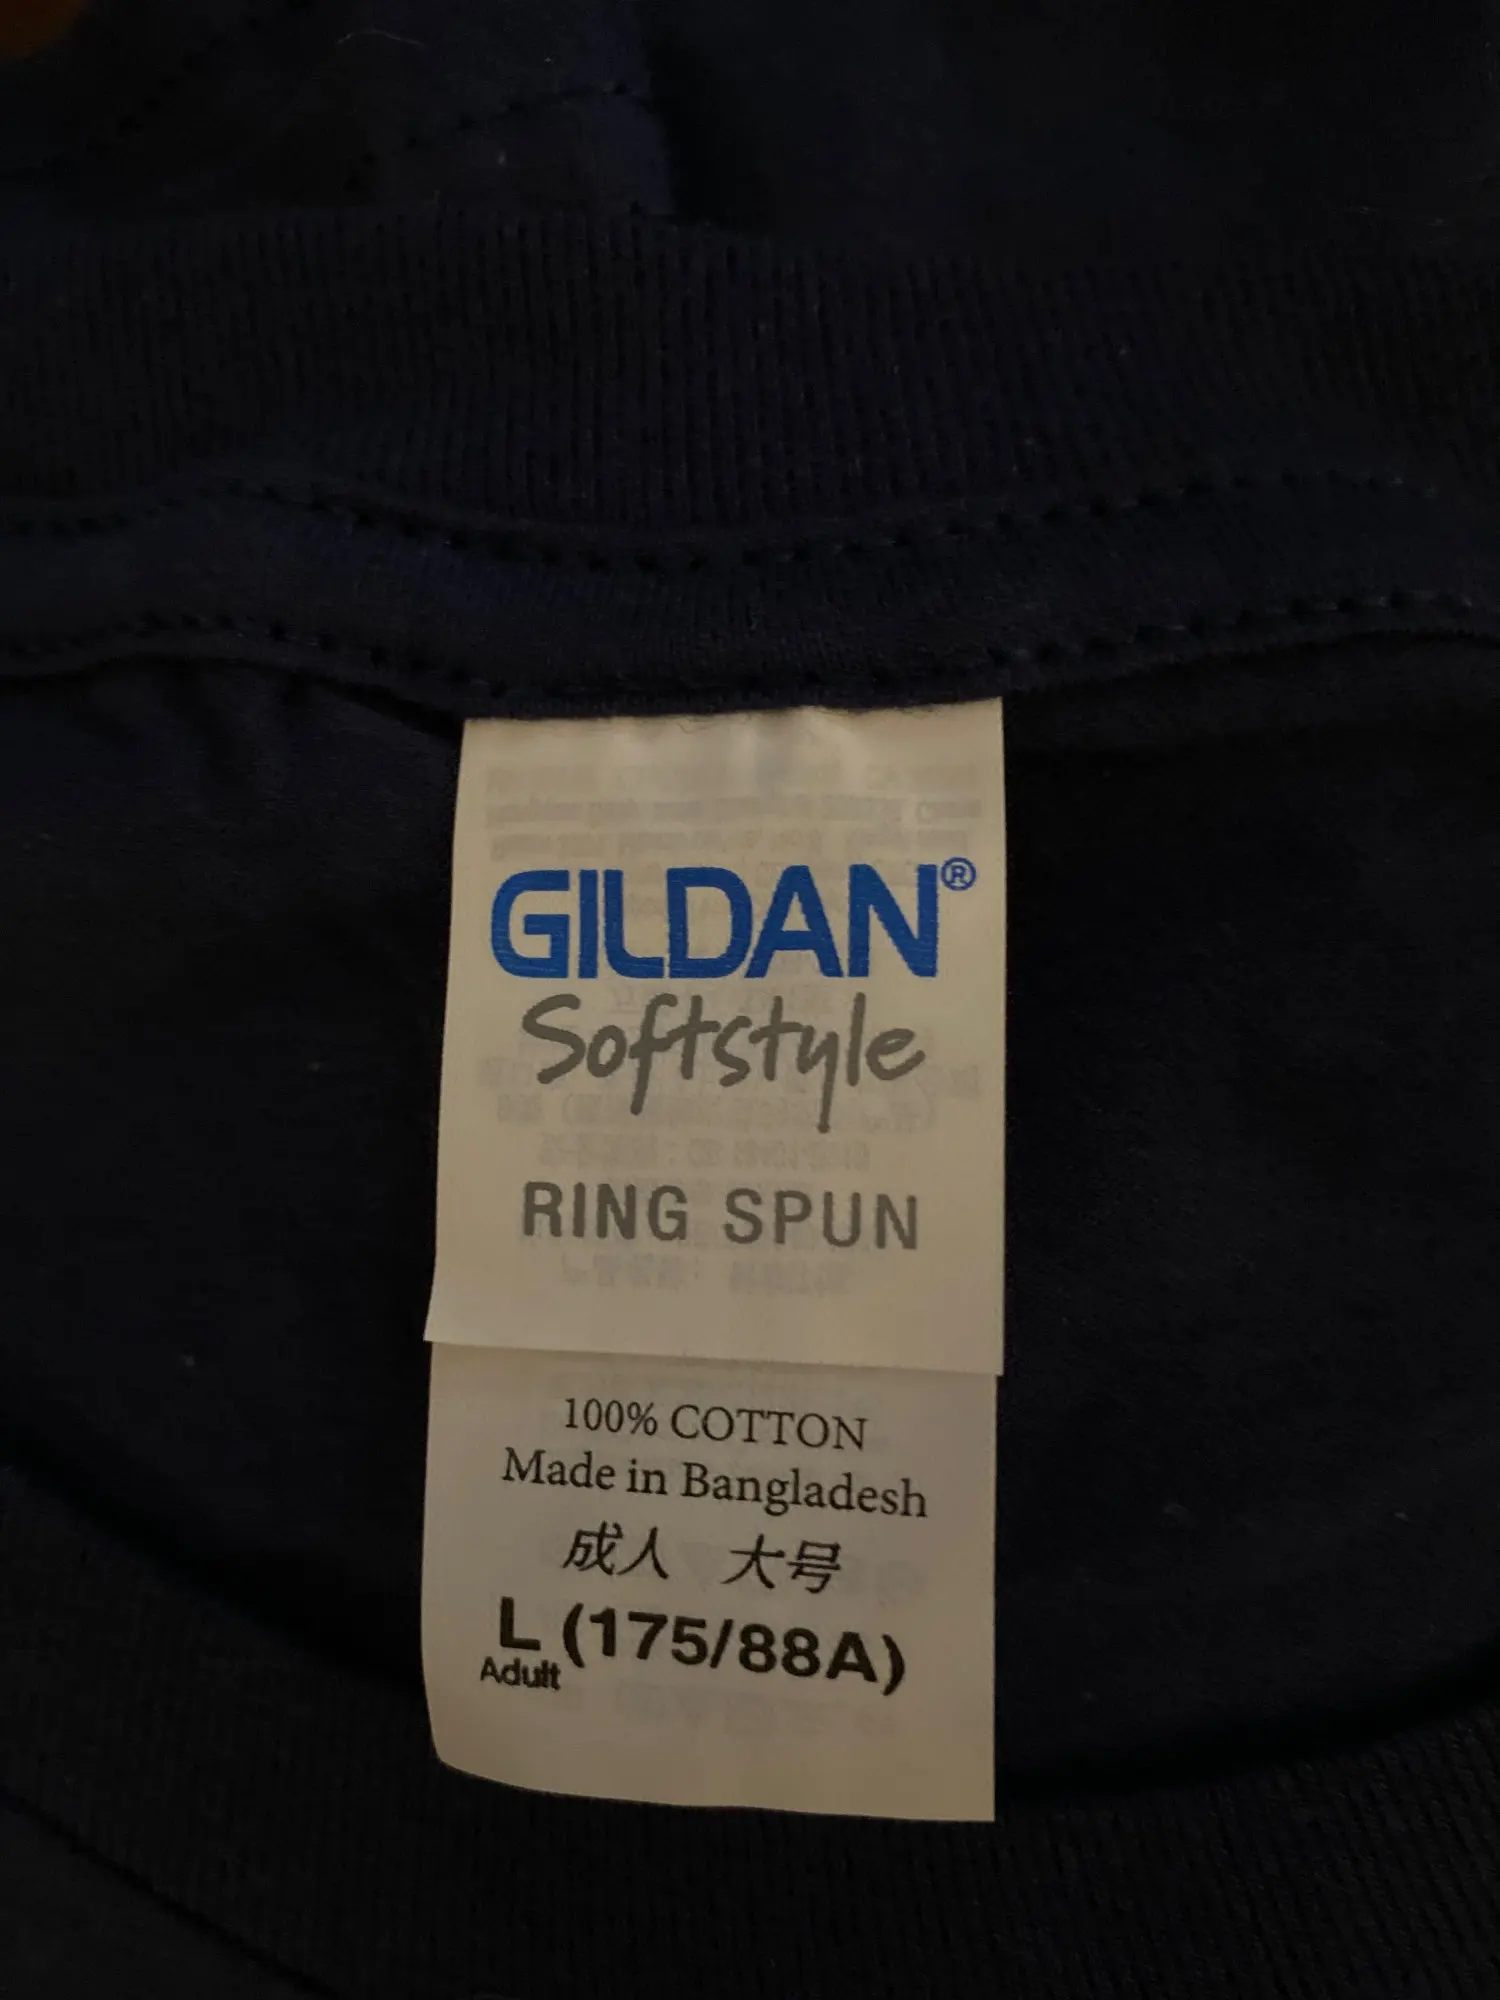 GILDAN®
Softstyle
RING SPUN
100% COTTON
Made in Bangladesh
成人 大号
L (175/88A)
Adult